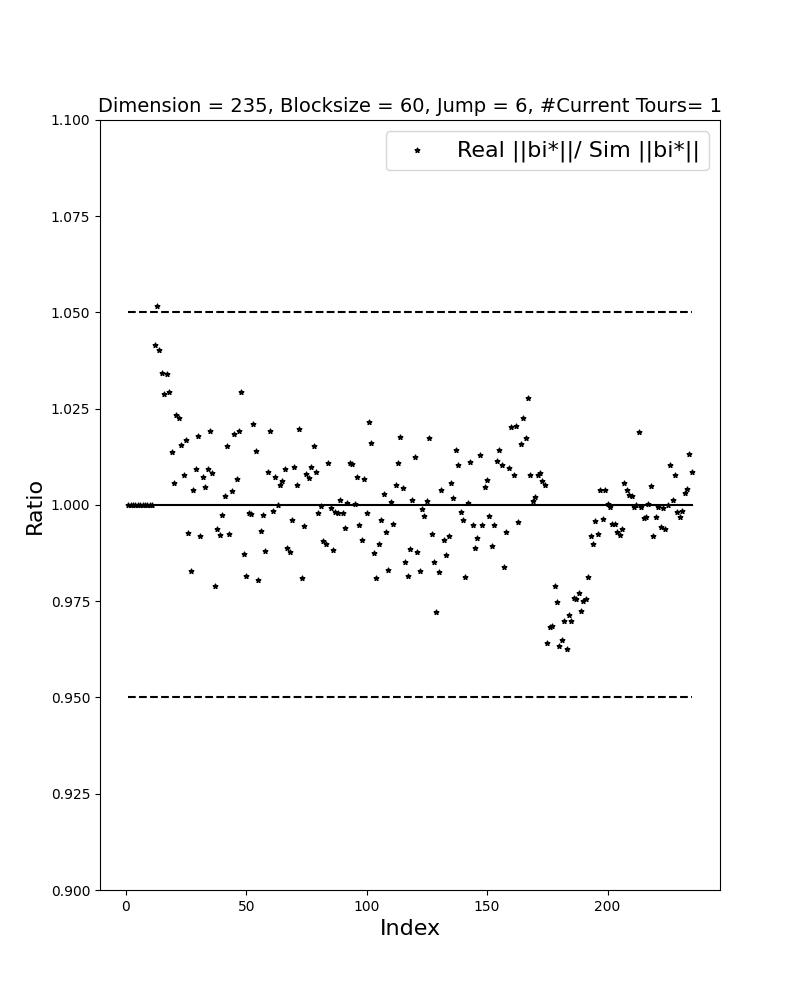 Dimension = 235, Blocksize = 60, Jump = 6, #Current Tours= 1
Real ||bi*||/ Sim ||bi*||
1.100
1.075
1.050
1.025
1.000
0.975
0.950
0.925
0.900
Ratio
0 50 100 150 200
Index